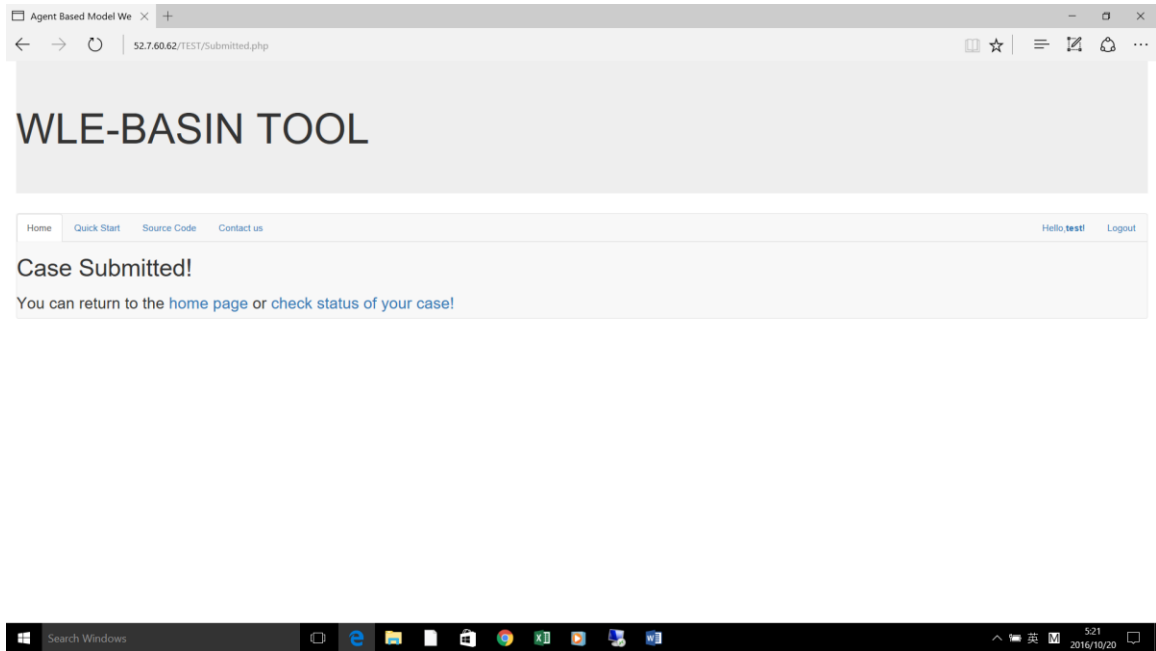 Agent Based Model We
52.7.60.62/TEST/Submitted.php
WLE-BASIN TOOL
Home Quick Start Source Code Contact us Hello,test! Logout
Case Submitted!
You can return to the home page or check status of your case!
Search Windows 英 M 5:21
2016/10/20